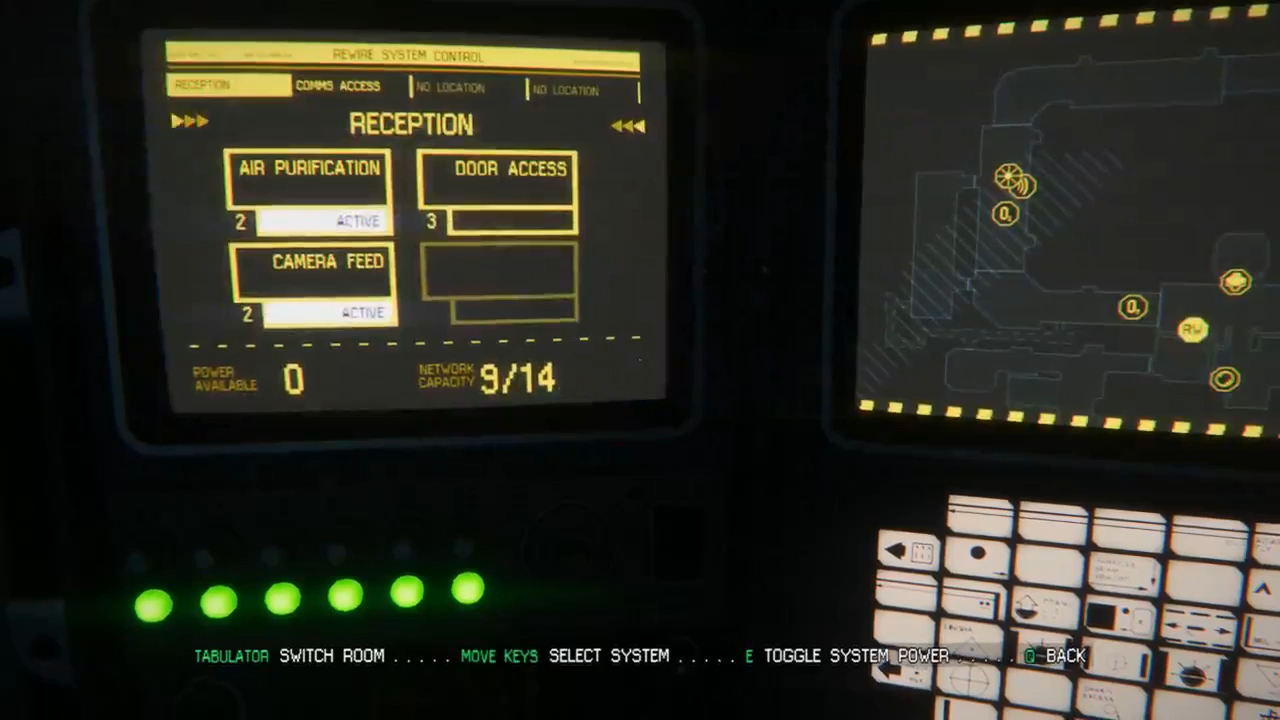 REWIRE SYSTEM CONTROL
RECEPTION COMMS ACCESS NO LOCATION NO LOCATION
RECEPTION
AIR PURIFICATION DOOR ACCESS
2 ACTIVE 3
CAMERA FEED
2 ACTIVE
POWER AVAILABLE 0 NETWORK CAPACITY 9/14
O₂
O₂
RW
TABULATOR SWITCH ROOM ..... MOVE KEYS SELECT SYSTEM ..... E TOGGLE SYSTEM POWER ..... Q BACK